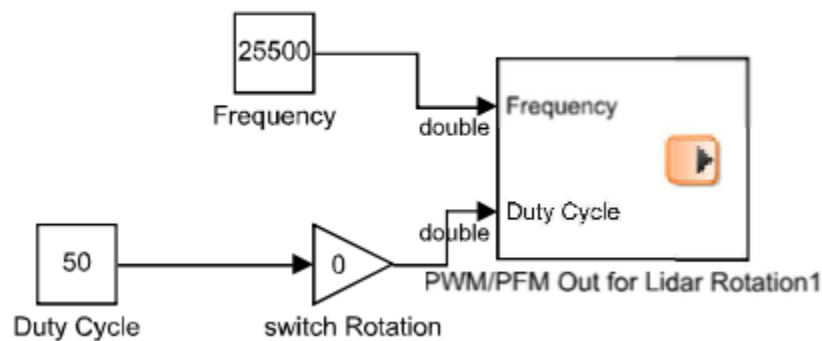 25500
Frequency
double
Frequency
Duty Cycle
double
50
0
PWM/PFM Out for Lidar Rotation1
Duty Cycle
switch Rotation